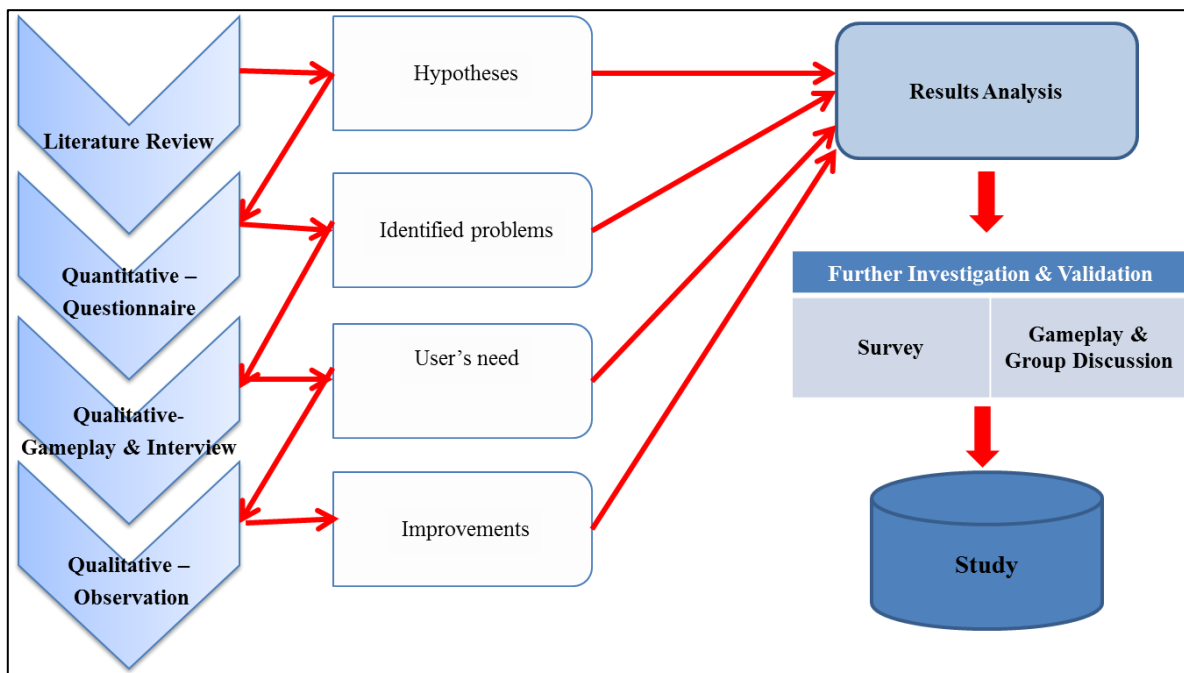 Literature Review
Quantitative –
Questionnaire
Qualitative-
Gameplay & Interview
Qualitative –
Observation
Hypotheses
Identified problems
User’s need
Improvements
Results Analysis
Further Investigation & Validation
Survey
Gameplay &
Group Discussion
Study